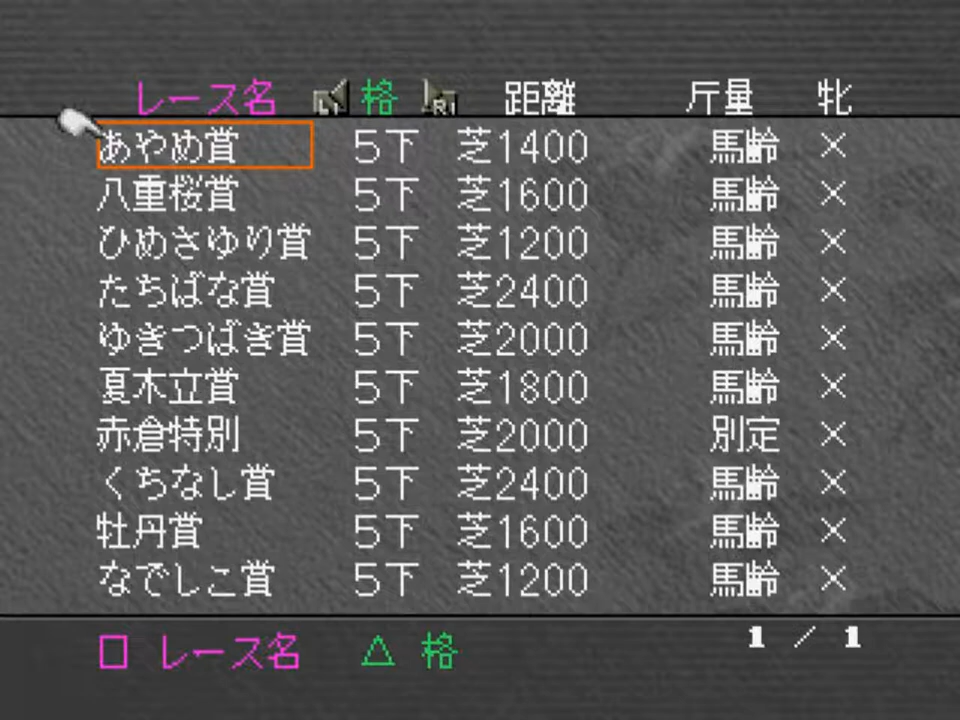 レース名 L1 格 R1 距離 斤量 牝
あやめ賞 5下 芝1400 馬齢 ×
八重桜賞 5下 芝1600 馬齢 ×
ひめさゆり賞 5下 芝1200 馬齢 ×
たちばな賞 5下 芝2400 馬齢 ×
ゆきつばき賞 5下 芝2000 馬齢 ×
夏木立賞 5下 芝1800 馬齢 ×
赤倉特別 5下 芝2000 別定 ×
くちなし賞 5下 芝2400 馬齢 ×
牡丹賞 5下 芝1600 馬齢 ×
なでしこ賞 5下 芝1200 馬齢 ×
□ レース名 △ 格 1 / 1